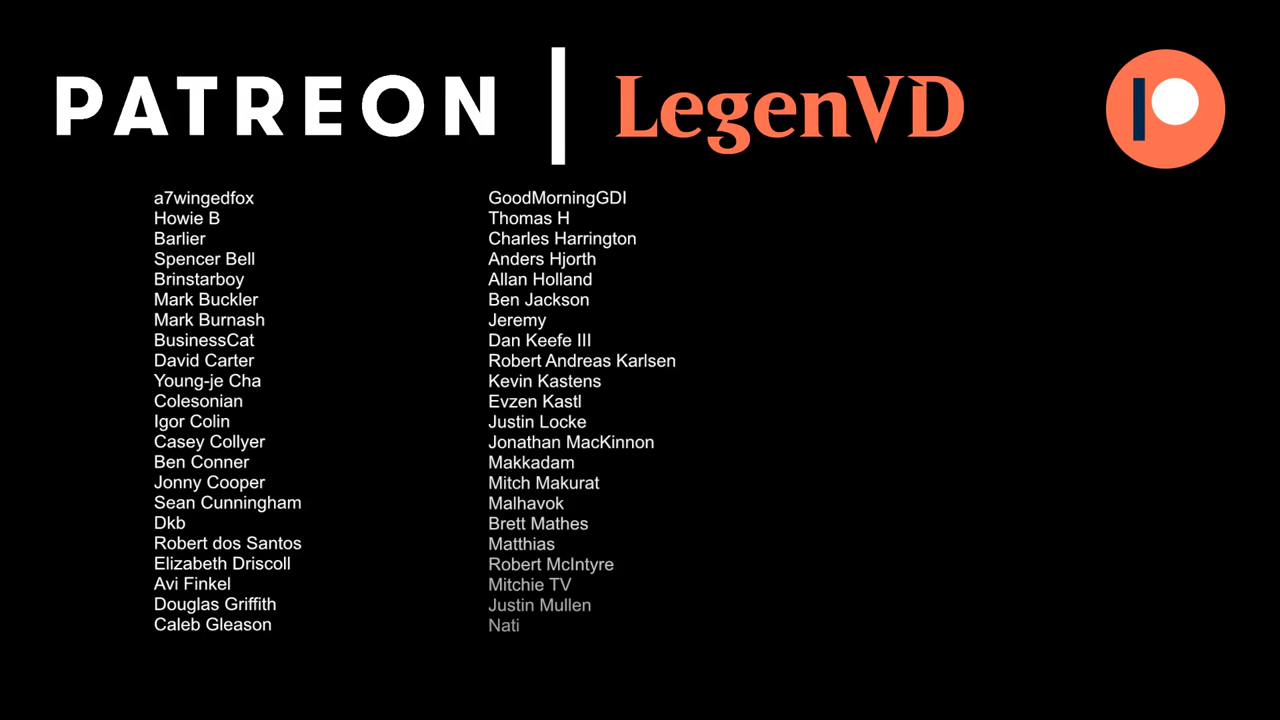 PATREON | LegenVD
a7wingedfox
Howie B
Barlier
Spencer Bell
Brinstarboy
Mark Buckler
Mark Burnash
BusinessCat
David Carter
Young-je Cha
Colesonian
Igor Colin
Casey Collyer
Ben Conner
Jonny Cooper
Sean Cunningham
Dkb
Robert dos Santos
Elizabeth Driscoll
Avi Finkel
Douglas Griffith
Caleb Gleason
GoodMorningGDI
Thomas H
Charles Harrington
Anders Hjorth
Allan Holland
Ben Jackson
Jeremy
Dan Keefe III
Robert Andreas Karlsen
Kevin Kastens
Evzen Kastl
Justin Locke
Jonathan MacKinnon
Makkadam
Mitch Makurat
Malhavok
Brett Mathes
Matthias
Robert McIntyre
Mitchie TV
Justin Mullen
Nati